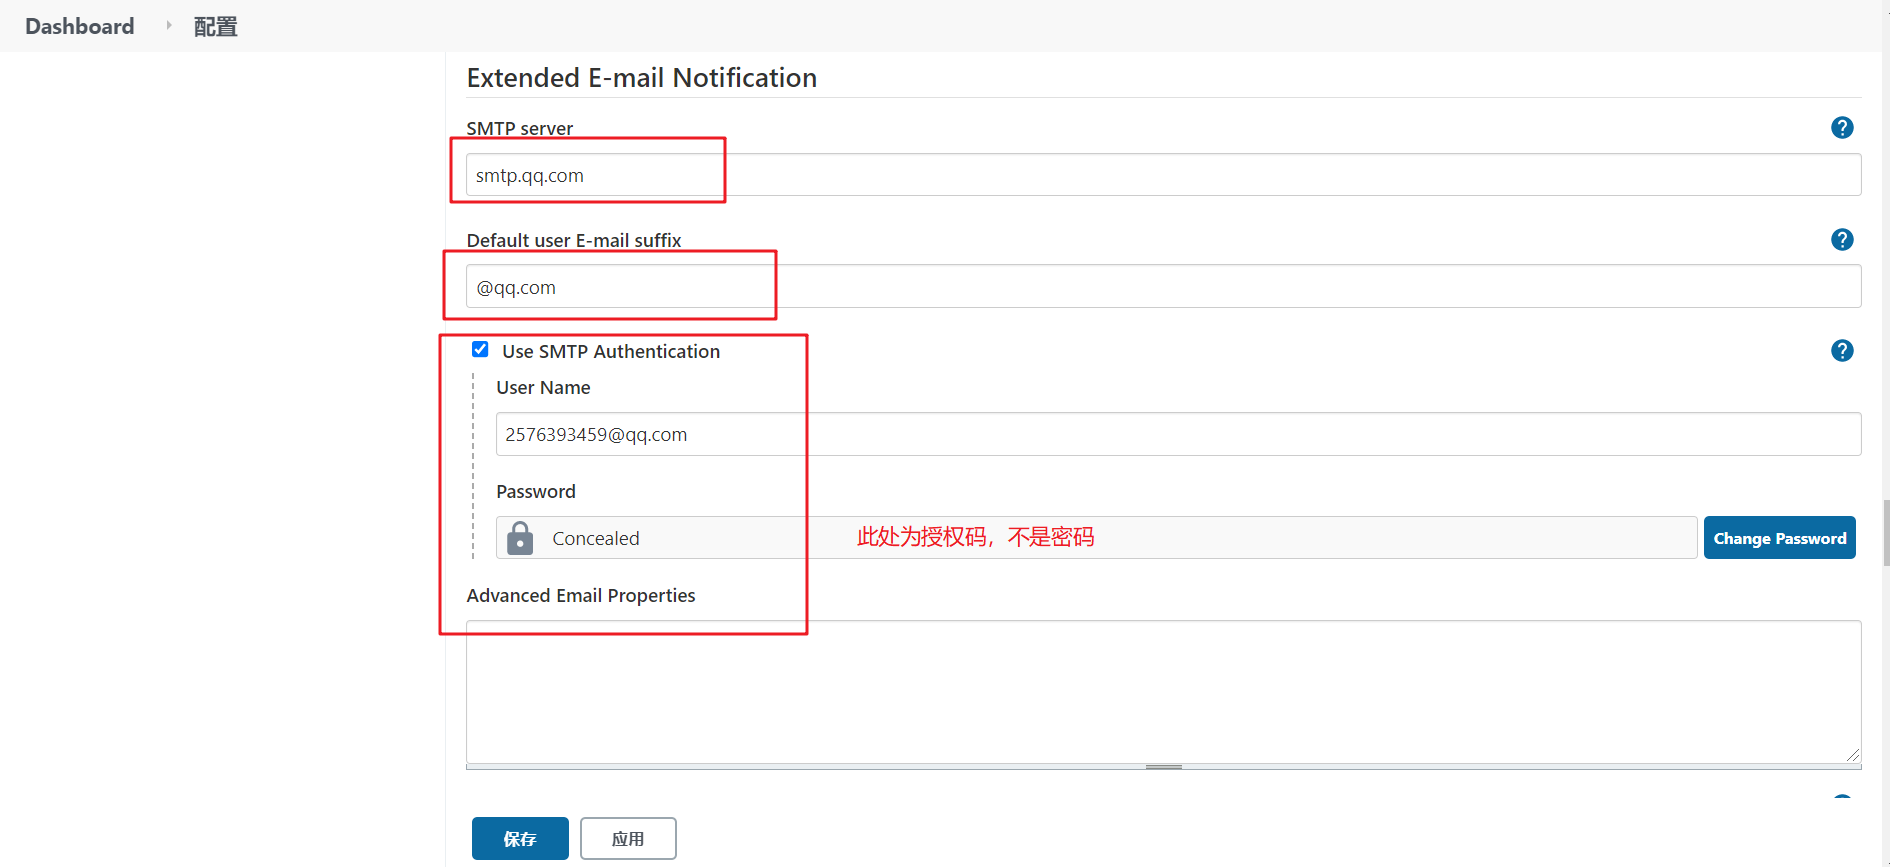 Dashboard 配置
Extended E-mail Notification
SMTP server
smtp.qq.com
Default user E-mail suffix
@qq.com
Use SMTP Authentication
User Name
2576393459@qq.com
Password
Concealed 此处为授权码，不是密码 Change Password
Advanced Email Properties
保存 应用